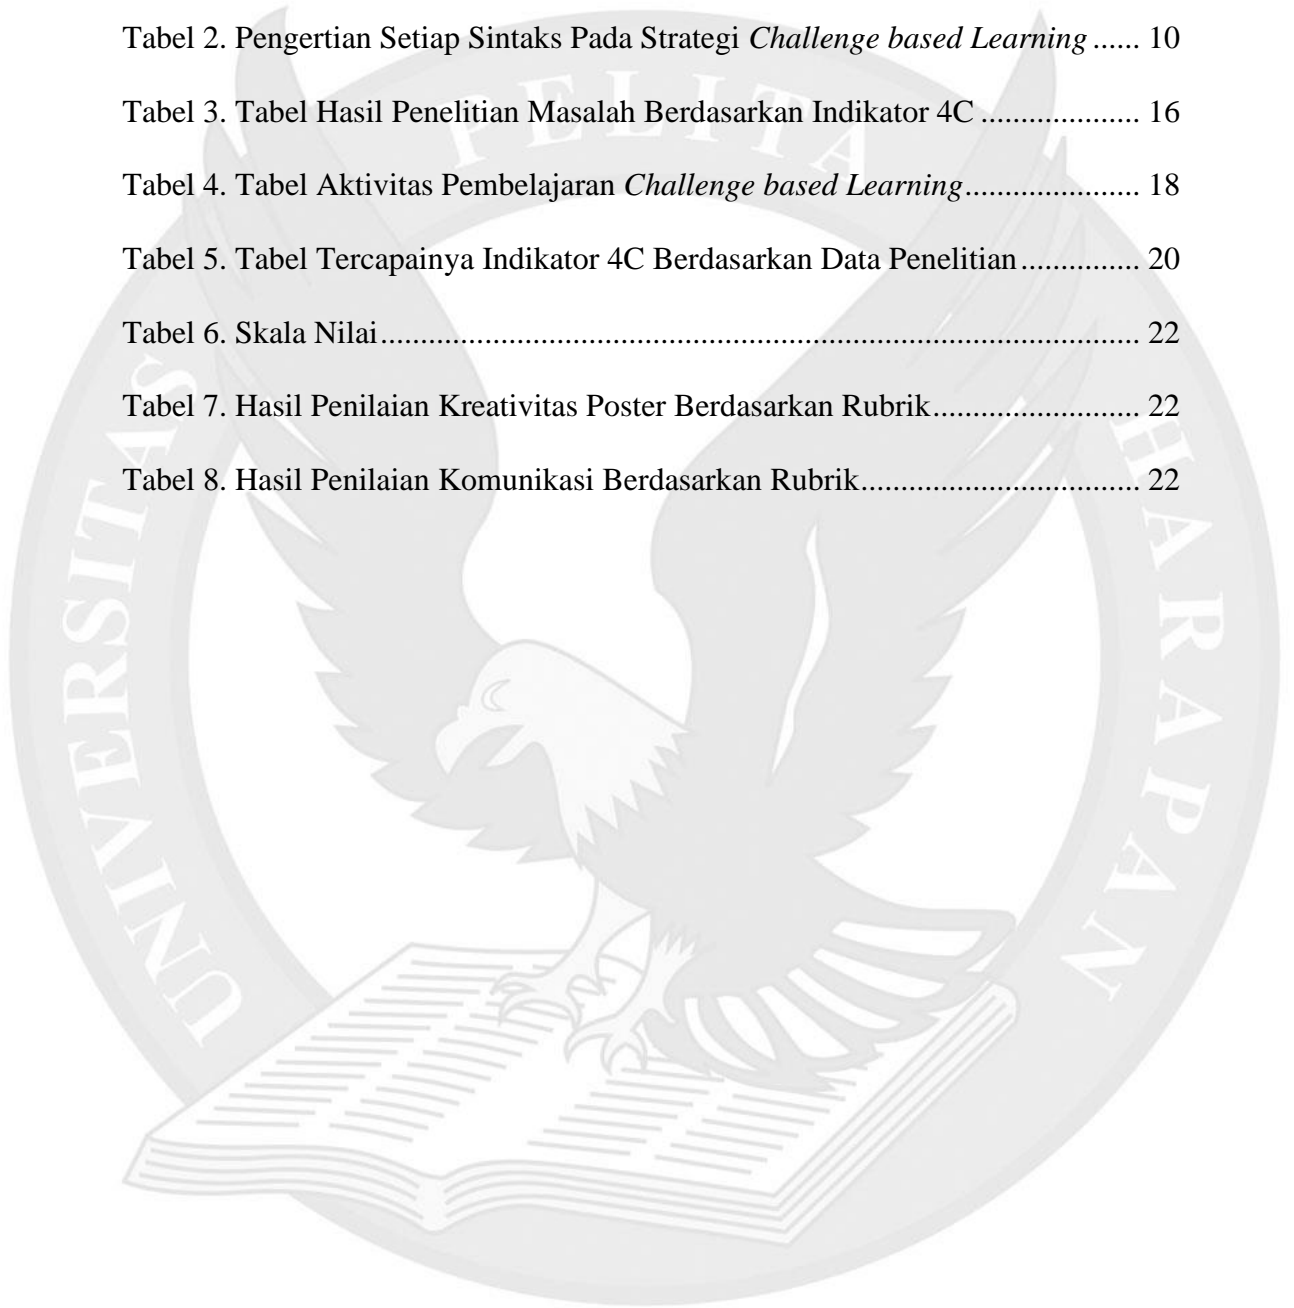 Tabel 2. Pengertian Setiap Sintaks Pada Strategi Challenge based Learning ...... 10
Tabel 3. Tabel Hasil Penelitian Masalah Berdasarkan Indikator 4C .................... 16
Tabel 4. Tabel Aktivitas Pembelajaran Challenge based Learning...................... 18
Tabel 5. Tabel Tercapainya Indikator 4C Berdasarkan Data Penelitian ............... 20
Tabel 6. Skala Nilai............................................................................................... 22
Tabel 7. Hasil Penilaian Kreativitas Poster Berdasarkan Rubrik.......................... 22
Tabel 8. Hasil Penilaian Komunikasi Berdasarkan Rubrik................................... 22
UNIVERSITAS PELITA HARAPAN